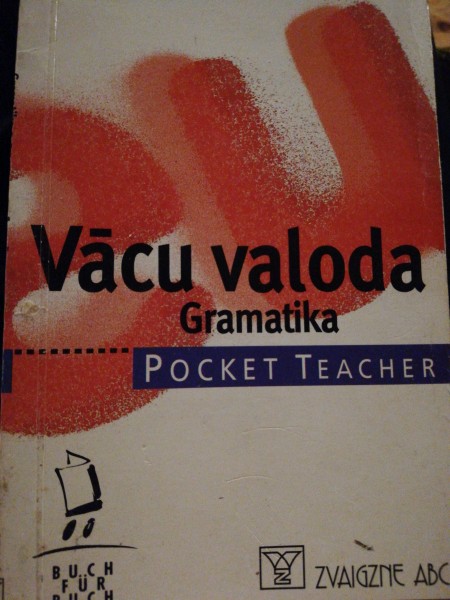 Vācu valoda
Gramatika
POCKET TEACHER
BUCH
FÜR
BUCH
ZVAIGZNE ABC